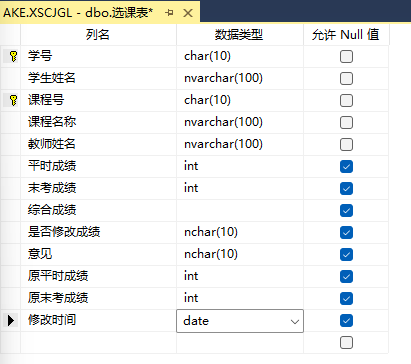 AKE.XSCJGL - dbo.选课表*
列名 数据类型 允许 Null 值
学号 char(10)
学生姓名 nvarchar(100)
课程号 char(10)
课程名称 nvarchar(100)
教师姓名 nvarchar(100)
平时成绩 int
末考成绩 int
综合成绩
是否修改成绩 nchar(10)
意见 nchar(10)
原平时成绩 int
原末考成绩 int
修改时间 date